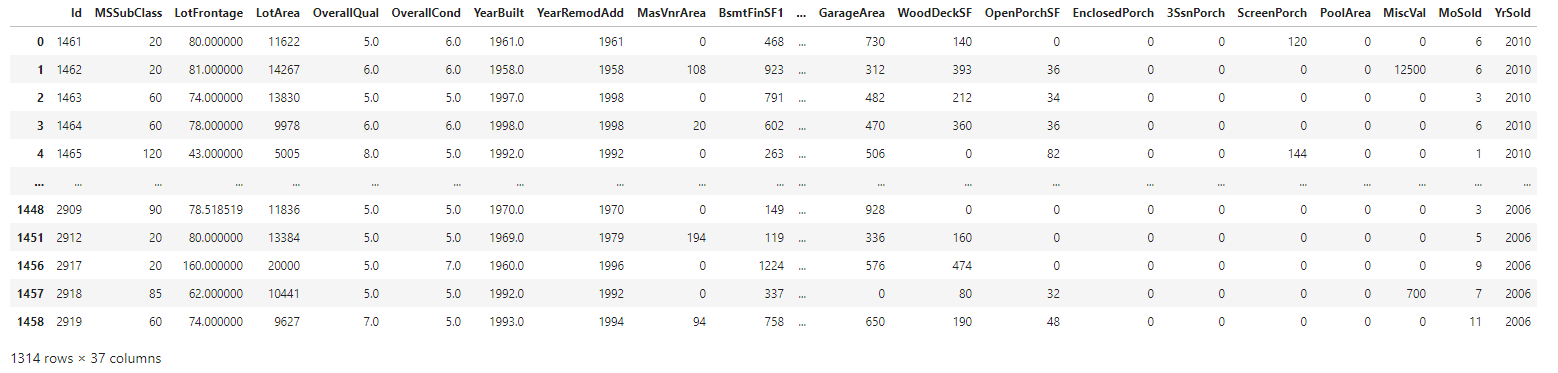 Id MSSubClass LotFrontage LotArea OverallQual OverallCond YearBuilt YearRemodAdd MasVnrArea BsmtFinSF1 ... GarageArea WoodDeckSF OpenPorchSF EnclosedPorch 3SsnPorch ScreenPorch PoolArea MiscVal MoSold YrSold
0 1461 20 80.000000 11622 5.0 6.0 1961.0 1961 0 468 ... 730 140 0 0 0 120 0 0 6 2010
1 1462 20 81.000000 14267 6.0 6.0 1958.0 1958 108 923 ... 312 393 36 0 0 0 0 12500 6 2010
2 1463 60 74.000000 13830 5.0 5.0 1997.0 1998 0 791 ... 482 212 34 0 0 0 0 0 3 2010
3 1464 60 78.000000 9978 6.0 6.0 1998.0 1998 20 602 ... 470 360 36 0 0 0 0 0 6 2010
4 1465 120 43.000000 5005 8.0 5.0 1992.0 1992 0 263 ... 506 0 82 0 0 144 0 0 1 2010
... ... ... ... ... ... ... ... ... ... ... ... ... ... ... ... ... ... ... ... ... ...
1448 2909 90 78.518519 11836 5.0 5.0 1970.0 1970 0 149 ... 928 0 0 0 0 0 0 0 3 2006
1451 2912 20 80.000000 13384 5.0 5.0 1969.0 1979 194 119 ... 336 160 0 0 0 0 0 0 5 2006
1456 2917 20 160.000000 20000 5.0 7.0 1960.0 1996 0 1224 ... 576 474 0 0 0 0 0 0 9 2006
1457 2918 85 62.000000 10441 5.0 5.0 1992.0 1992 0 337 ... 0 80 32 0 0 0 0 700 7 2006
1458 2919 60 74.000000 9627 7.0 5.0 1993.0 1994 94 758 ... 650 190 48 0 0 0 0 0 11 2006
1314 rows × 37 columns